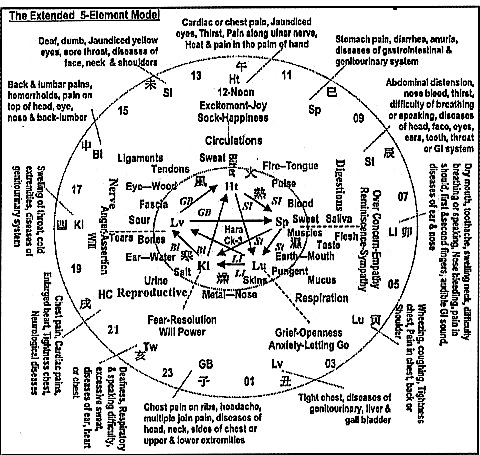 The Extended 5-Element Model
Cardiac or chest pain, Jaundiced
eyes, Thirst, Pain along ulnar nerve,
Heat & pain in the palm of hand
Deaf, dumb, Jaundiced yellow
eyes, sore throat, diseases of
face, neck & shoulders
Stomach pain, diarrhea, anuria,
diseases of gastrointestinal &
genitourinary system
Back & lumbar pains,
hemorrhoids, pain on
top of head, eye,
nose & back-lumbar
Abdominal distension,
nose bleed, thirst,
difficulty of breathing
or speaking, diseases
of head, face, eyes,
ears, tooth, throat
or GI system
Swelling of throat, cold
extremities, diseases of
genitourinary system
Dry mouth, toothache, swelling neck, difficulty
breathing or speaking, Nose bleeding, pain in
should, first &second fingers, audible GI sound,
diseases of ear & nose
Chest pain, Cardiac pains,
Enlarged heart, Tightness chest,
Neurological diseases
Wheezing, coughing, Tightness
chest, Pain in chest, back or
Shoulder
Deafness, Respiratory
& speaking difficulty,
excessive sweat,
diseases of ear, heart
or chest
Chest pain on ribs, headache,
multiple join pain, diseases of
head, neck, sides of chest or
upper & lower extremities
Tight chest, diseases of
genitourinary, liver &
gall bladder
午
Ht
13
11
未
SI
巳
Sp
15
09
申
Bl
辰
17
07
Ki
LI 卯
19
05
戌
HC
Lu
21
03
亥
Tw
23
GB
子
01
Lv
丑
12-Noon
Excitement-Joy
Sock-Happiness
Circulations
Ligaments
Tendons
Sweat
Bitter
火
Fire-Tongue
Eye-Wood
風
Ht
熱
Pulse
Fascia
GB
SI
Blood
Nerve
Sour
Lv
Sp
Sweet
Saliva
Digestions
Anger-Assertion
Will
Tears
Bones
Hara
Ck-1
Muscles
Flesh
Taste
Over Concern-Empathy
Reminiscence-Sympathy
Ear-Water
寒
Ki
LI
Lu
Earth-Mouth
Salt
燥
Skins
Pungent
Urine
Metal-Nose
Mucus
Reproductive
Respiration
Fear-Resolution
Will Power
Grief-Openness
Anxiety-Letting Go